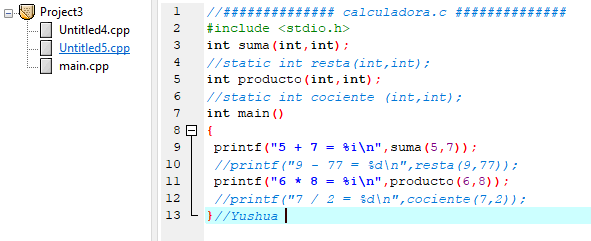 Project3
Untitled4.cpp
Untitled5.cpp
main.cpp
1 //############## calculadora.c #############
2 #include <stdio.h>
3 int suma(int,int);
4 //static int resta(int,int);
5 int producto(int,int);
6 //static int cociente (int,int);
7 int main()
8 {
9 printf("5 + 7 = %i\n",suma(5,7));
10 //printf("9 - 77 = %d\n",resta(9,77));
11 printf("6 * 8 = %i\n",producto(6,8));
12 //printf("7 / 2 = %d\n",cociente(7,2));
13 }//Yushua